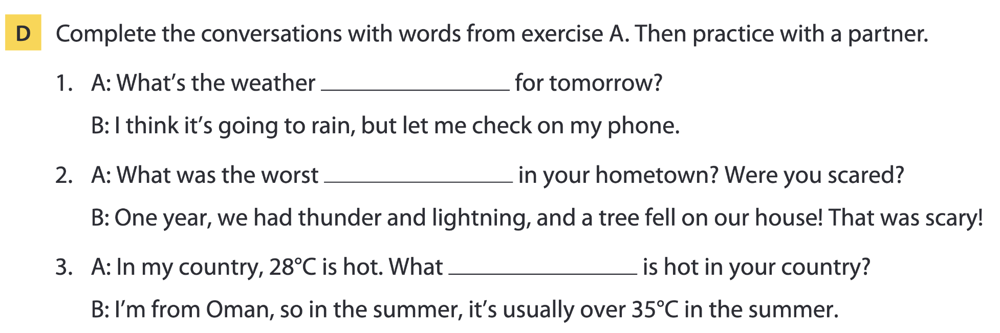 D Complete the conversations with words from exercise A. Then practice with a partner.
1. A: What's the weather ______________ for tomorrow?
B: I think it's going to rain, but let me check on my phone.
2. A: What was the worst ______________ in your hometown? Were you scared?
B: One year, we had thunder and lightning, and a tree fell on our house! That was scary!
3. A: In my country, 28°C is hot. What ______________ is hot in your country?
B: I'm from Oman, so in the summer, it's usually over 35°C in the summer.